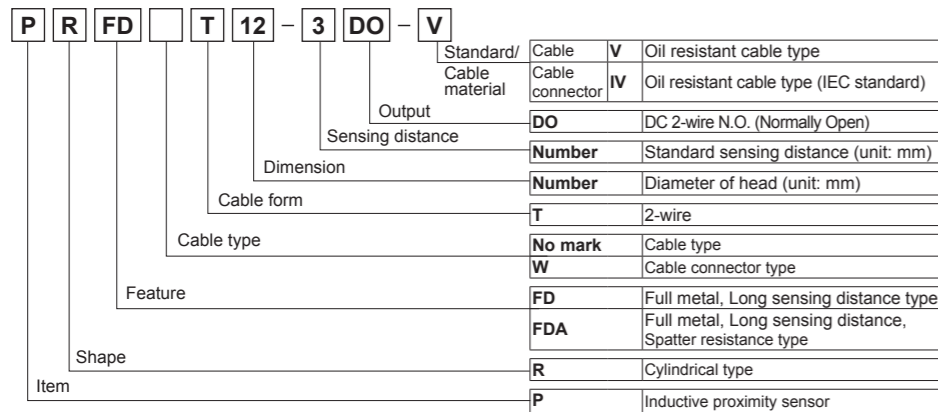 P R FD T 12 – 3 DO – V
Standard/
Cable
material
Cable V Oil resistant cable type
Cable
connector IV Oil resistant cable type (IEC standard)
Output
DO DC 2-wire N.O. (Normally Open)
Sensing distance
Number Standard sensing distance (unit: mm)
Dimension
Number Diameter of head (unit: mm)
Cable form
T 2-wire
Cable type
No mark Cable type
W Cable connector type
Feature
FD Full metal, Long sensing distance type
FDA Full metal, Long sensing distance,
Spatter resistance type
Shape
R Cylindrical type
Item
P Inductive proximity sensor